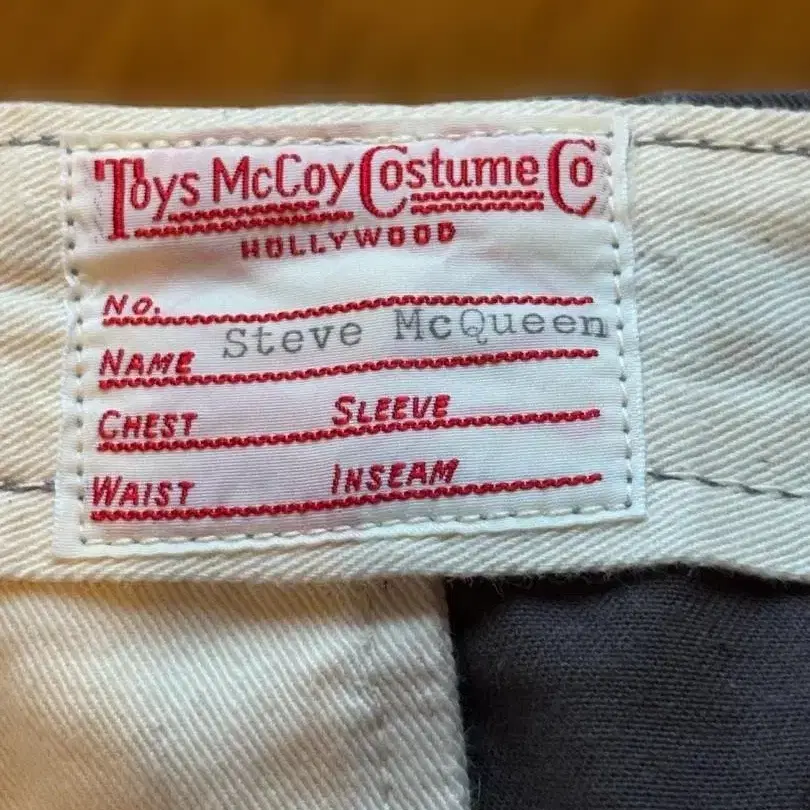 Toys McCoy Costume Co
HOLLYWOOD
No.
NAME Steve McQueen
CHEST SLEEVE
WAIST INSEAM